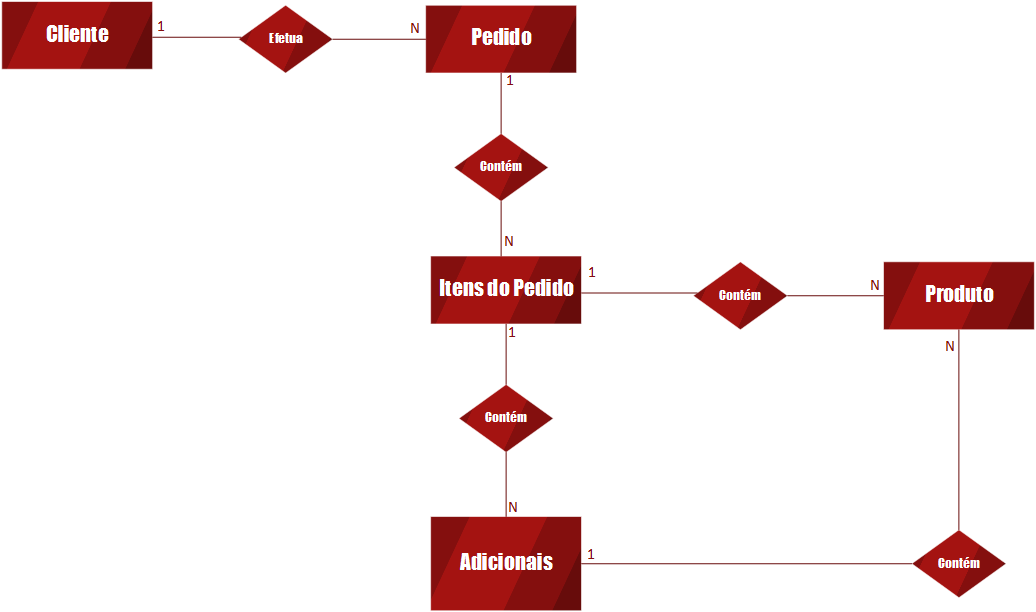 Cliente
1
Efetua
N
Pedido
1
Contém
N
Itens do Pedido
1
Contém
N
Produto
1
N
Contém
N
Adicionais
1
Contém